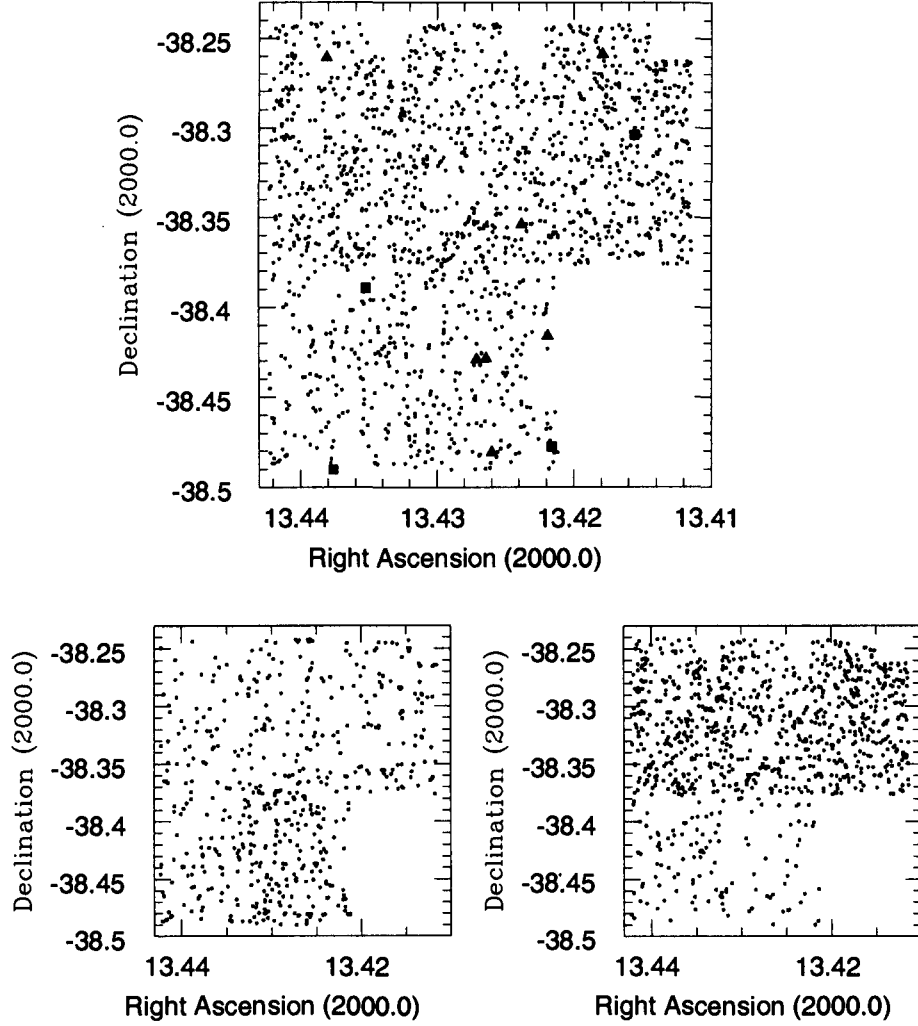 -38.25
-38.3
-38.35
-38.4
-38.45
-38.5
Declination (2000.0)
13.44 13.43 13.42 13.41
Right Ascension (2000.0)
-38.25
-38.3
-38.35
-38.4
-38.45
-38.5
Declination (2000.0)
13.44 13.42
Right Ascension (2000.0)
-38.25
-38.3
-38.35
-38.4
-38.45
-38.5
Declination (2000.0)
13.44 13.42
Right Ascension (2000.0)